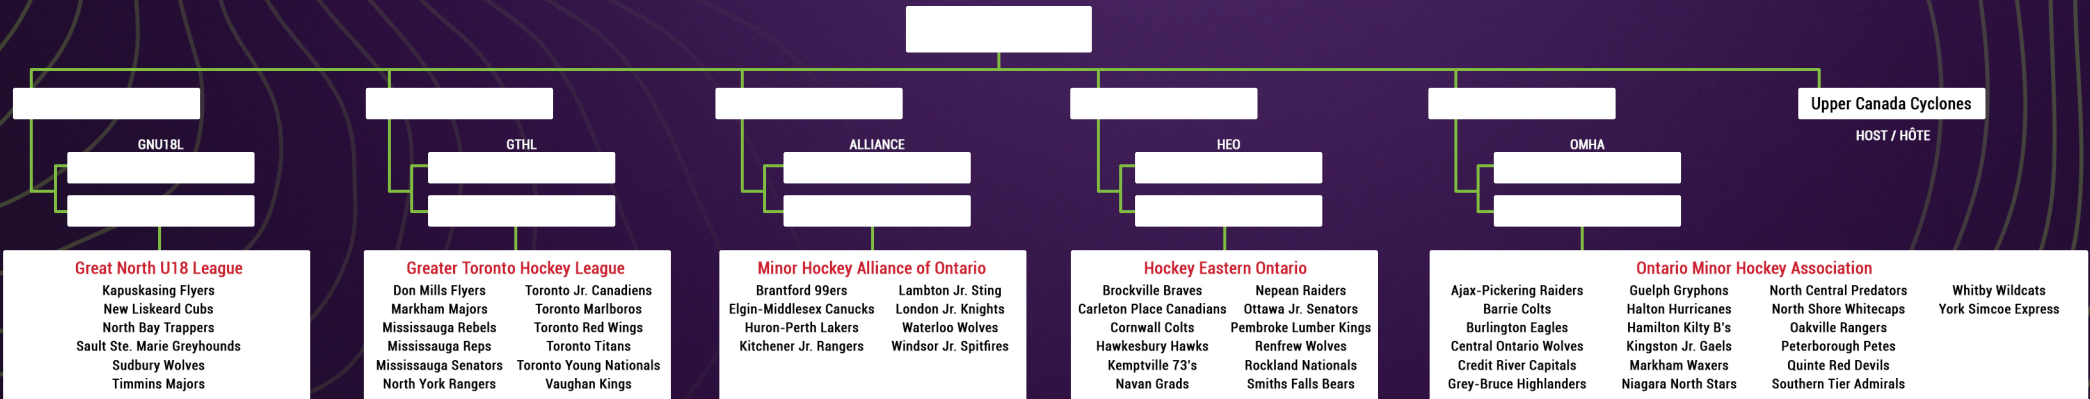 Upper Canada Cyclones
HOST / HÔTE
GNU18L
GTHL
ALLIANCE
HEO
OMHA
Great North U18 League
Kapuskasing Flyers
New Liskeard Cubs
North Bay Trappers
Sault Ste. Marie Greyhounds
Sudbury Wolves
Timmins Majors
Greater Toronto Hockey League
Don Mills Flyers
Markham Majors
Mississauga Rebels
Mississauga Reps
Mississauga Senators
North York Rangers
Toronto Jr. Canadiens
Toronto Marlboros
Toronto Red Wings
Toronto Titans
Toronto Young Nationals
Vaughan Kings
Minor Hockey Alliance of Ontario
Brantford 99ers
Elgin-Middlesex Canucks
Huron-Perth Lakers
Kitchener Jr. Rangers
Lambton Jr. Sting
London Jr. Knights
Waterloo Wolves
Windsor Jr. Spitfires
Hockey Eastern Ontario
Brockville Braves
Carleton Place Canadians
Cornwall Colts
Hawkesbury Hawks
Kemptville 73's
Navan Grads
Nepean Raiders
Ottawa Jr. Senators
Pembroke Lumber Kings
Renfrew Wolves
Rockland Nationals
Smiths Falls Bears
Ontario Minor Hockey Association
Ajax-Pickering Raiders
Barrie Colts
Burlington Eagles
Central Ontario Wolves
Credit River Capitals
Grey-Bruce Highlanders
Guelph Gryphons
Halton Hurricanes
Hamilton Kilty B's
Kingston Jr. Gaels
Markham Waxers
Niagara North Stars
North Central Predators
North Shore Whitecaps
Oakville Rangers
Peterborough Petes
Quinte Red Devils
Southern Tier Admirals
Whitby Wildcats
York Simcoe Express